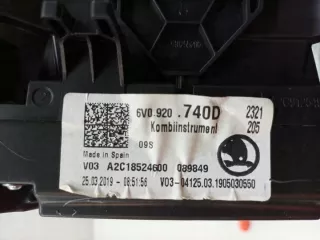 6V0 920 .740D 2321
Kombiinstrument 205
09S
Made in Spain
V03 A2C18524600 089849
25.03.2019 - 08:51:56 V03-04125.03.1905030550